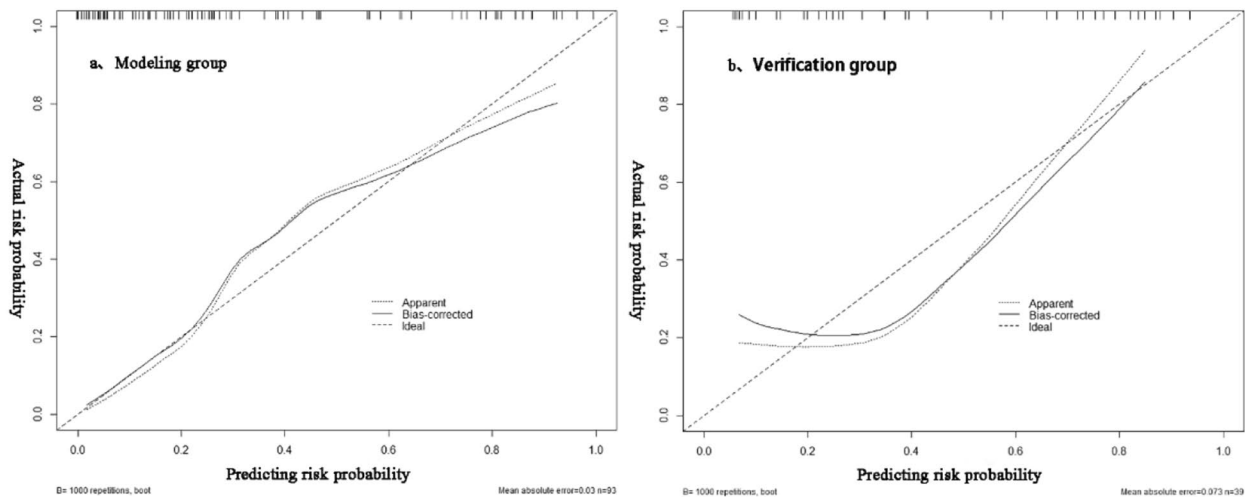 a、Modeling group
Actual risk probability
1.0
0.8
0.6
0.4
0.2
0.0
Apparent
Bias-corrected
Ideal
0.0 0.2 0.4 0.6 0.8 1.0
Predicting risk probability
B= 1000 repetitions, boot
Mean absolute error=0.03 n=93
b、Verification group
Actual risk probability
1.0
0.8
0.6
0.4
0.2
0.0
Apparent
Bias-corrected
Ideal
0.0 0.2 0.4 0.6 0.8 1.0
Predicting risk probability
B= 1000 repetitions, boot
Mean absolute error=0.073 n=39